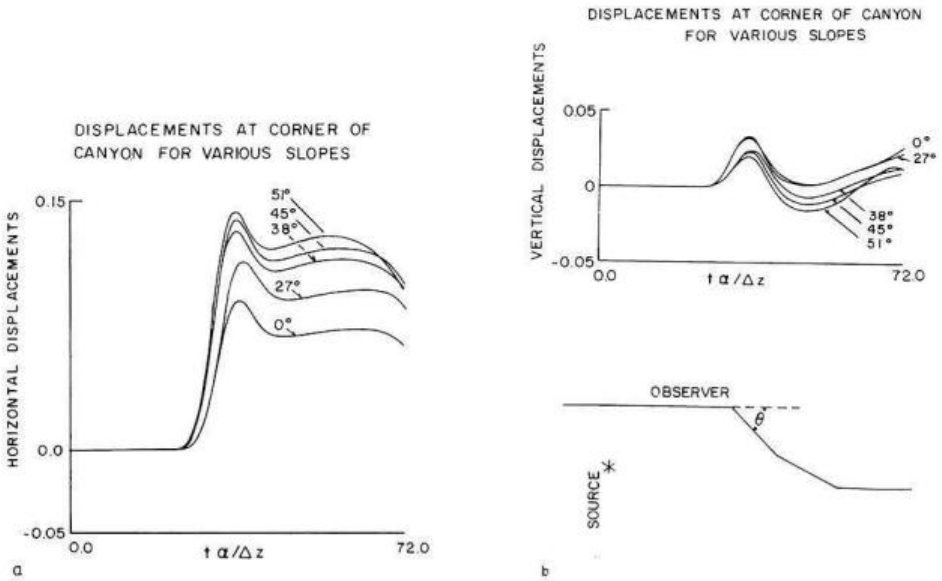 DISPLACEMENTS AT CORNER OF
CANYON FOR VARIOUS SLOPES
HORIZONTAL DISPLACEMENTS
0.15
0.0
-0.05
51°
45°
38°
27°
0°
0.0
72.0
t α/Δz
a
DISPLACEMENTS AT CORNER OF CANYON
FOR VARIOUS SLOPES
VERTICAL DISPLACEMENTS
0.05
0
-0.05
0°
27°
38°
45°
51°
0.0
72.0
t α/Δz
OBSERVER
θ
SOURCE *
b